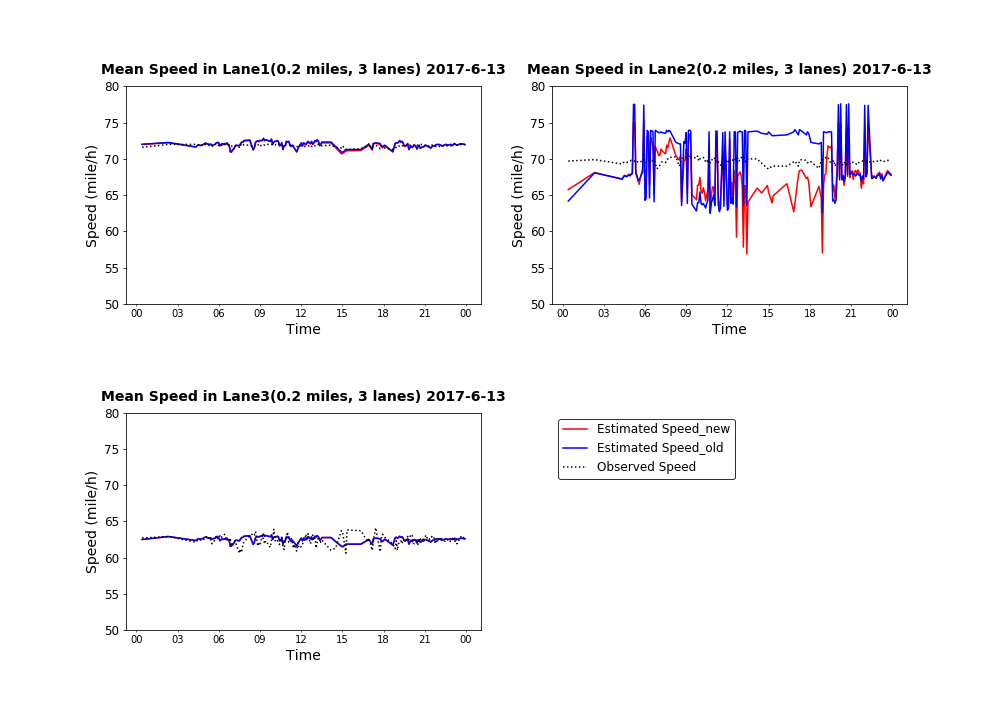 Mean Speed in Lane1(0.2 miles, 3 lanes) 2017-6-13
80
75
70
65
60
55
50
Speed (mile/h)
00 03 06 09 12 15 18 21 00
Time
Mean Speed in Lane2(0.2 miles, 3 lanes) 2017-6-13
80
75
70
65
60
55
50
Speed (mile/h)
00 03 06 09 12 15 18 21 00
Time
Mean Speed in Lane3(0.2 miles, 3 lanes) 2017-6-13
80
75
70
65
60
55
50
Speed (mile/h)
00 03 06 09 12 15 18 21 00
Time
Estimated Speed_new
Estimated Speed_old
Observed Speed